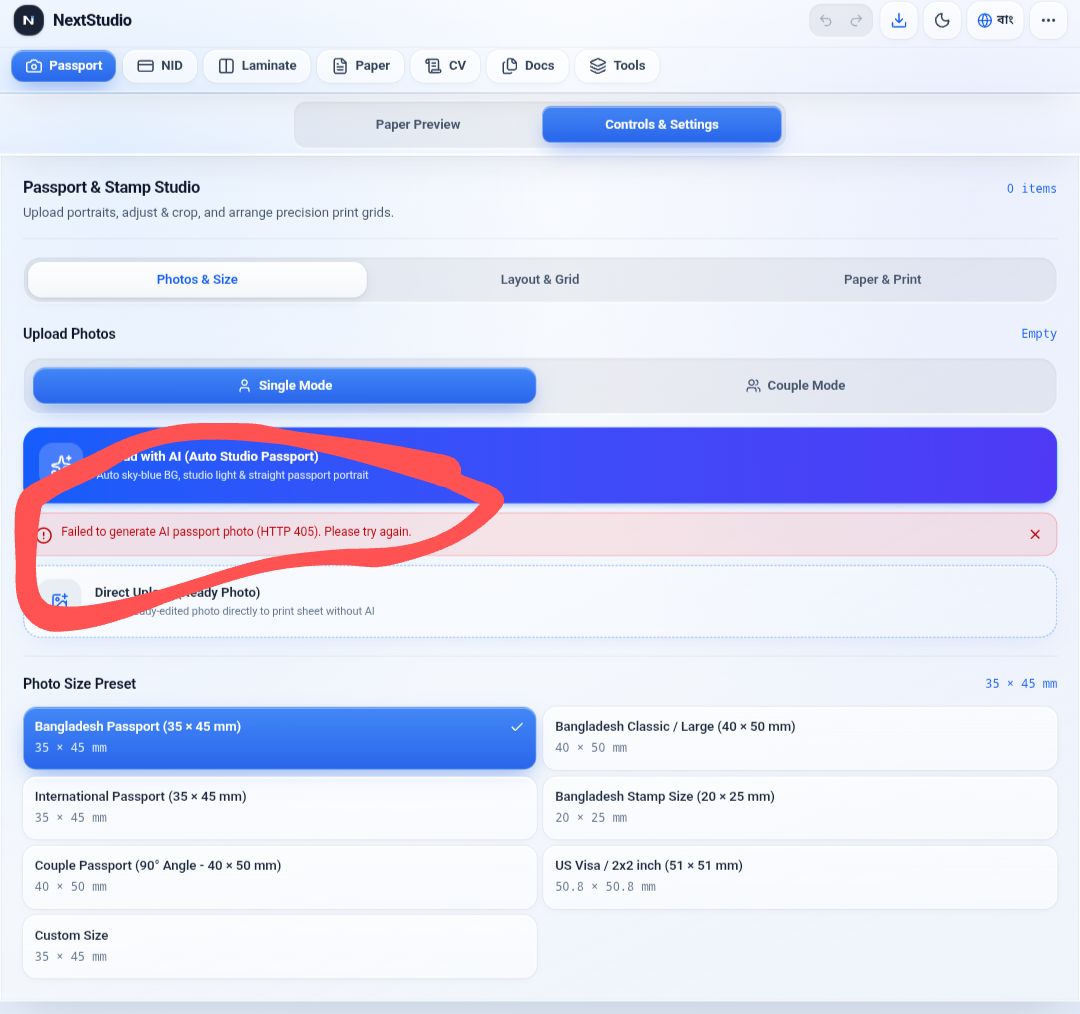 N NextStudio
বাং
Passport NID Laminate Paper CV Docs Tools
Paper Preview Controls & Settings
Passport & Stamp Studio
0 items
Upload portraits, adjust & crop, and arrange precision print grids.
Photos & Size Layout & Grid Paper & Print
Upload Photos Empty
Single Mode Couple Mode
with AI (Auto Studio Passport)
Auto sky-blue BG, studio light & straight passport portrait
Failed to generate AI passport photo (HTTP 405). Please try again.
Direct Photo)
photo directly to print sheet without AI
Photo Size Preset 35 × 45 mm
Bangladesh Passport (35 × 45 mm)
35 × 45 mm
Bangladesh Classic / Large (40 × 50 mm)
40 × 50 mm
International Passport (35 × 45 mm)
35 × 45 mm
Bangladesh Stamp Size (20 × 25 mm)
20 × 25 mm
Couple Passport (90° Angle - 40 × 50 mm)
40 × 50 mm
US Visa / 2x2 inch (51 × 51 mm)
50.8 × 50.8 mm
Custom Size
35 × 45 mm